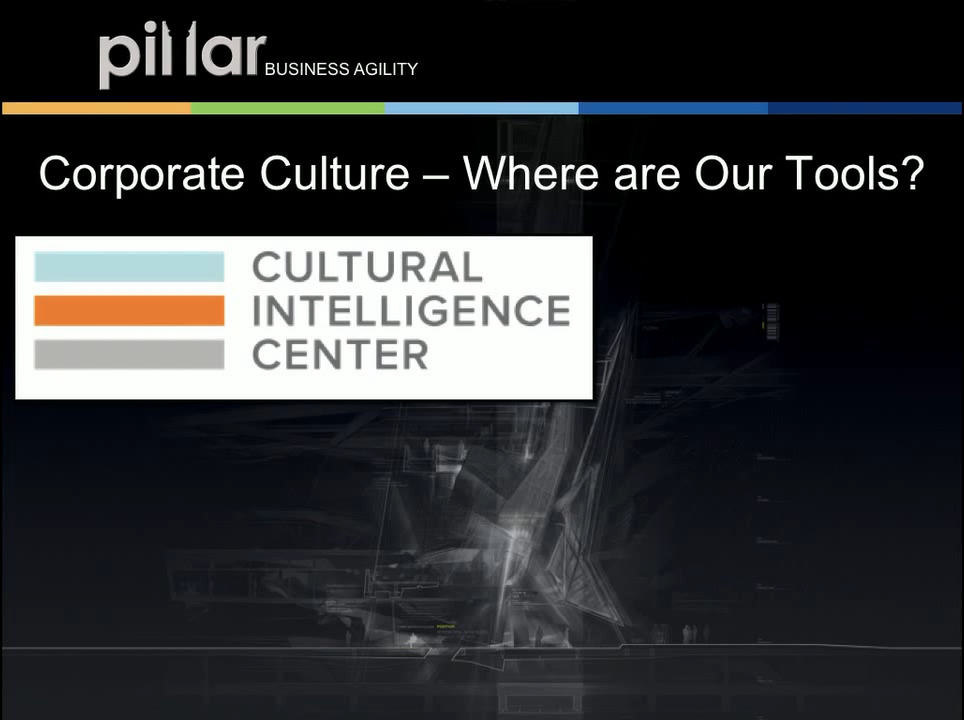 pillar BUSINESS AGILITY
Corporate Culture – Where are Our Tools?
CULTURAL
INTELLIGENCE
CENTER